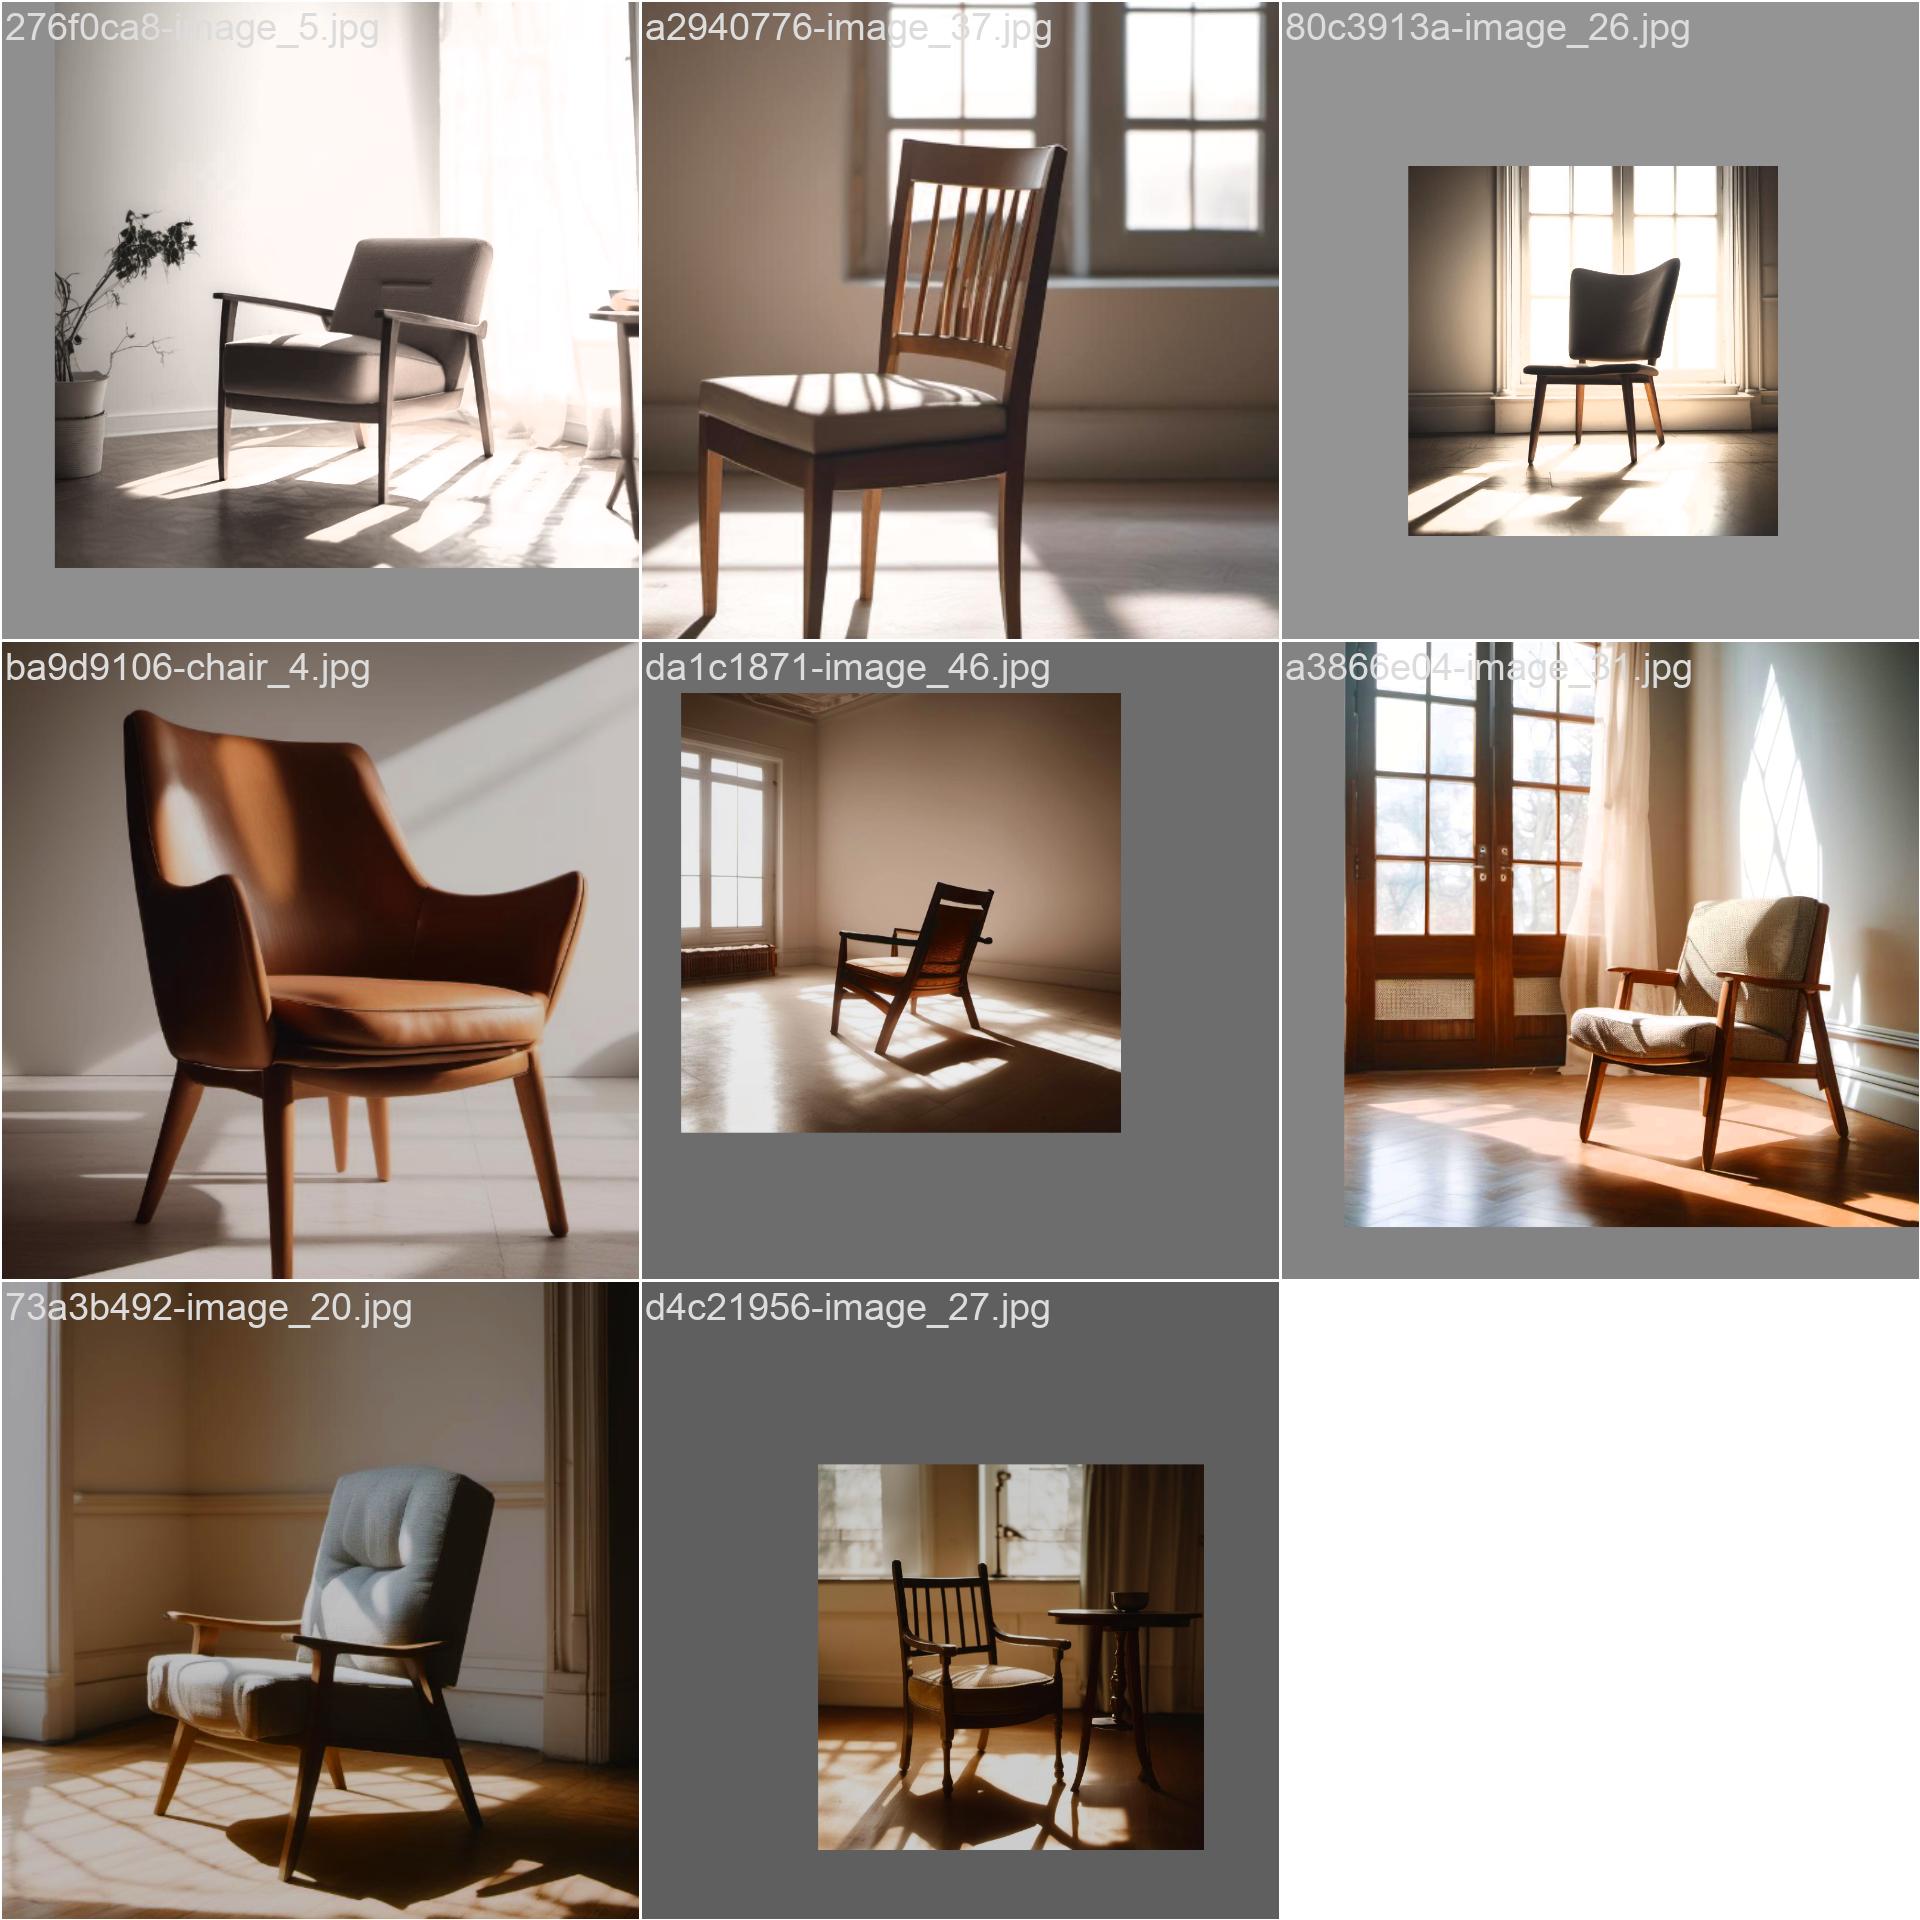 276f0ca8-image_5.jpg
a2940776-image_37.jpg
80c3913a-image_26.jpg
ba9d9106-chair_4.jpg
da1c1871-image_46.jpg
a3866e04-image_31.jpg
73a3b492-image_20.jpg
d4c21956-image_27.jpg